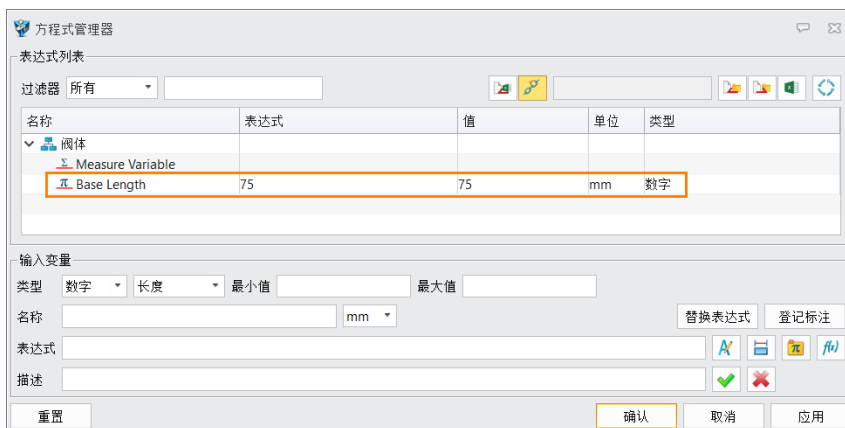 方程式管理器
表达式列表
过滤器 所有
名称 表达式 值 单位 类型
阀体
Σ Measure Variable
π Base Length 75 75 mm 数字
输入变量
类型 数字 长度 最小值 最大值
名称 mm 替换表达式 登记标注
表达式 π f(x)
描述
重置 确认 取消 应用